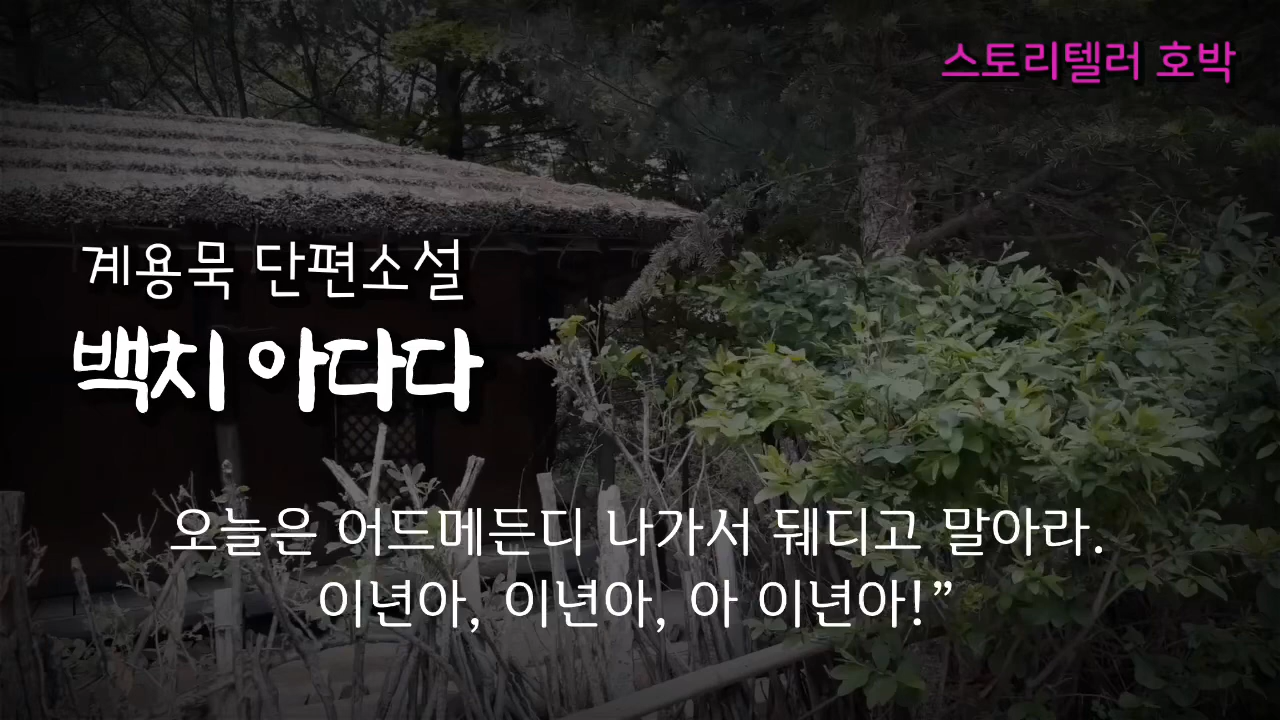 스토리텔러 호박
계용묵 단편소설
백치 아다다
오늘은 어드메든디 나가서 뒈디고 말아라.
이년아, 이년아, 아 이년아!”